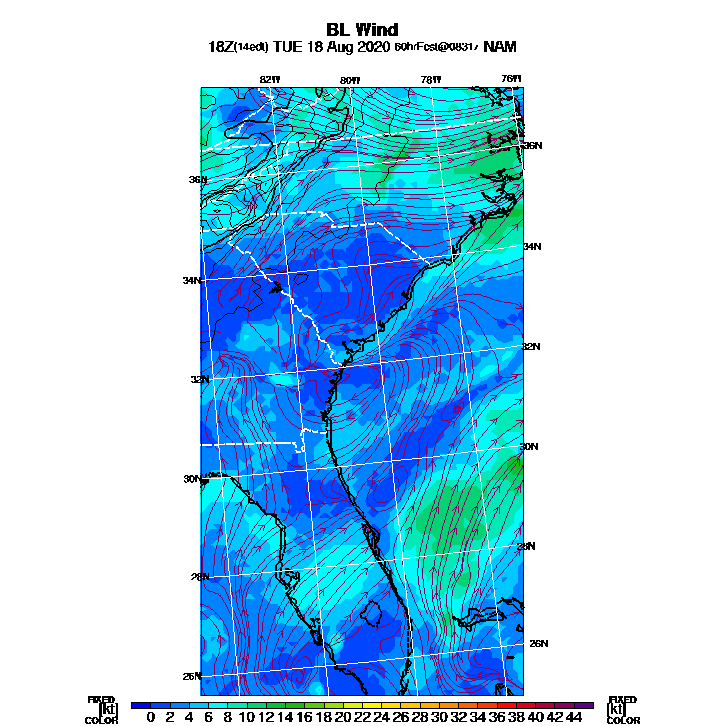 BL Wind
18Z(14edt) TUE 18 Aug 2020 60hrFcst@0831z NAM
82W 80W 78W 76W
36N 36N
34N 34N
32N 32N
30N 30N
28N 28N
26N 26N
FIXED FIXED
[kt] 0 2 4 6 8 10 12 14 16 18 20 22 24 26 28 30 32 34 36 38 40 42 44 [kt]
COLOR COLOR